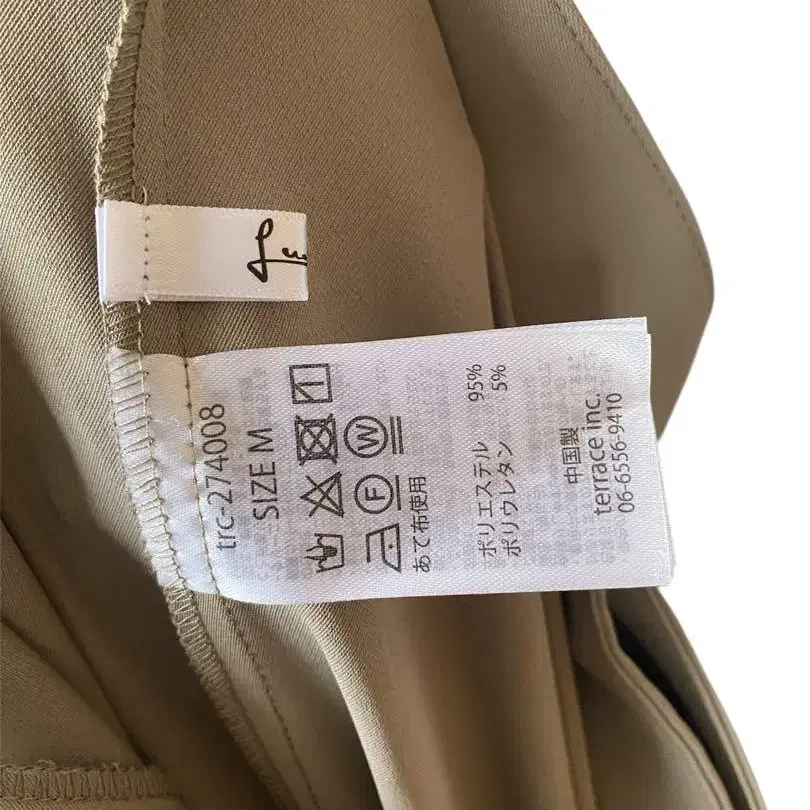 trc-274008
SIZE M
W
F
あて布使用
ポリエステル 95%
ポリウレタン 5%
中国製
terrace inc.
06-6556-9410